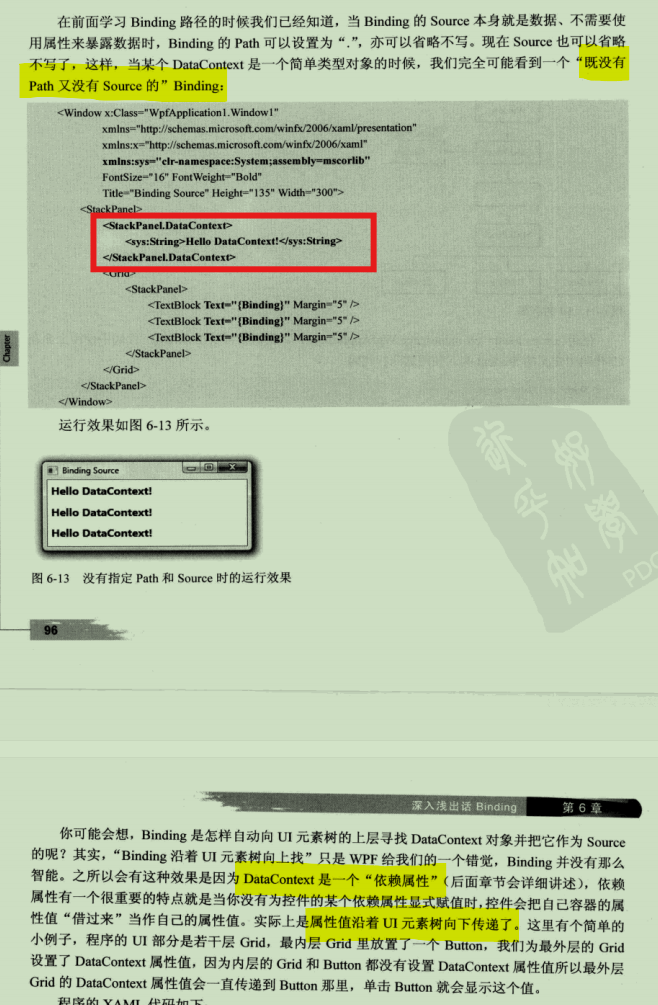 在前面学习 Binding 路径的时候我们已经知道，当 Binding 的 Source 本身就是数据、不需要使
用属性来暴露数据时，Binding 的 Path 可以设置为“.”，亦可以省略不写。现在 Source 也可以省略
不写了，这样，当某个 DataContext 是一个简单类型对象的时候，我们完全可能看到一个“既没有
Path 又没有 Source 的”Binding：
<Window x:Class="WpfApplication1.Window1"
xmlns="http://schemas.microsoft.com/winfx/2006/xaml/presentation"
xmlns:x="http://schemas.microsoft.com/winfx/2006/xaml"
xmlns:sys="clr-namespace:System;assembly=mscorlib"
FontSize="16" FontWeight="Bold"
Title="Binding Source" Height="135" Width="300">
<StackPanel>
<StackPanel.DataContext>
<sys:String>Hello DataContext!</sys:String>
</StackPanel.DataContext>
<Grid>
<StackPanel>
<TextBlock Text="{Binding}" Margin="5" />
<TextBlock Text="{Binding}" Margin="5" />
<TextBlock Text="{Binding}" Margin="5" />
</StackPanel>
</Grid>
</StackPanel>
</Window>
Chapter
运行效果如图 6-13 所示。
Binding Source
Hello DataContext!
Hello DataContext!
Hello DataContext!
图 6-13 没有指定 Path 和 Source 时的运行效果
PDG
96
深入浅出话 Binding 第 6 章
你可能会想，Binding 是怎样自动向 UI 元素树的上层寻找 DataContext 对象并把它作为 Source
的呢？其实，“Binding 沿着 UI 元素树向上找”只是 WPF 给我们的一个错觉，Binding 并没有那么
智能。之所以会有这种效果是因为 DataContext 是一个“依赖属性”（后面章节会详细讲述），依赖
属性有一个很重要的特点就是当你没有为控件的某个依赖属性显式赋值时，控件会把自己容器的属
性值“借过来”当作自己的属性值。实际上是属性值沿着 UI 元素树向下传递了。这里有个简单的
小例子，程序的 UI 部分是若干层 Grid，最内层 Grid 里放置了一个 Button，我们为最外层的 Grid
设置了 DataContext 属性值，因为内层的 Grid 和 Button 都没有设置 DataContext 属性值所以最外层
Grid 的 DataContext 属性值会一直传递到 Button 那里，单击 Button 就会显示这个值。
程序的 XAML 代码如下：